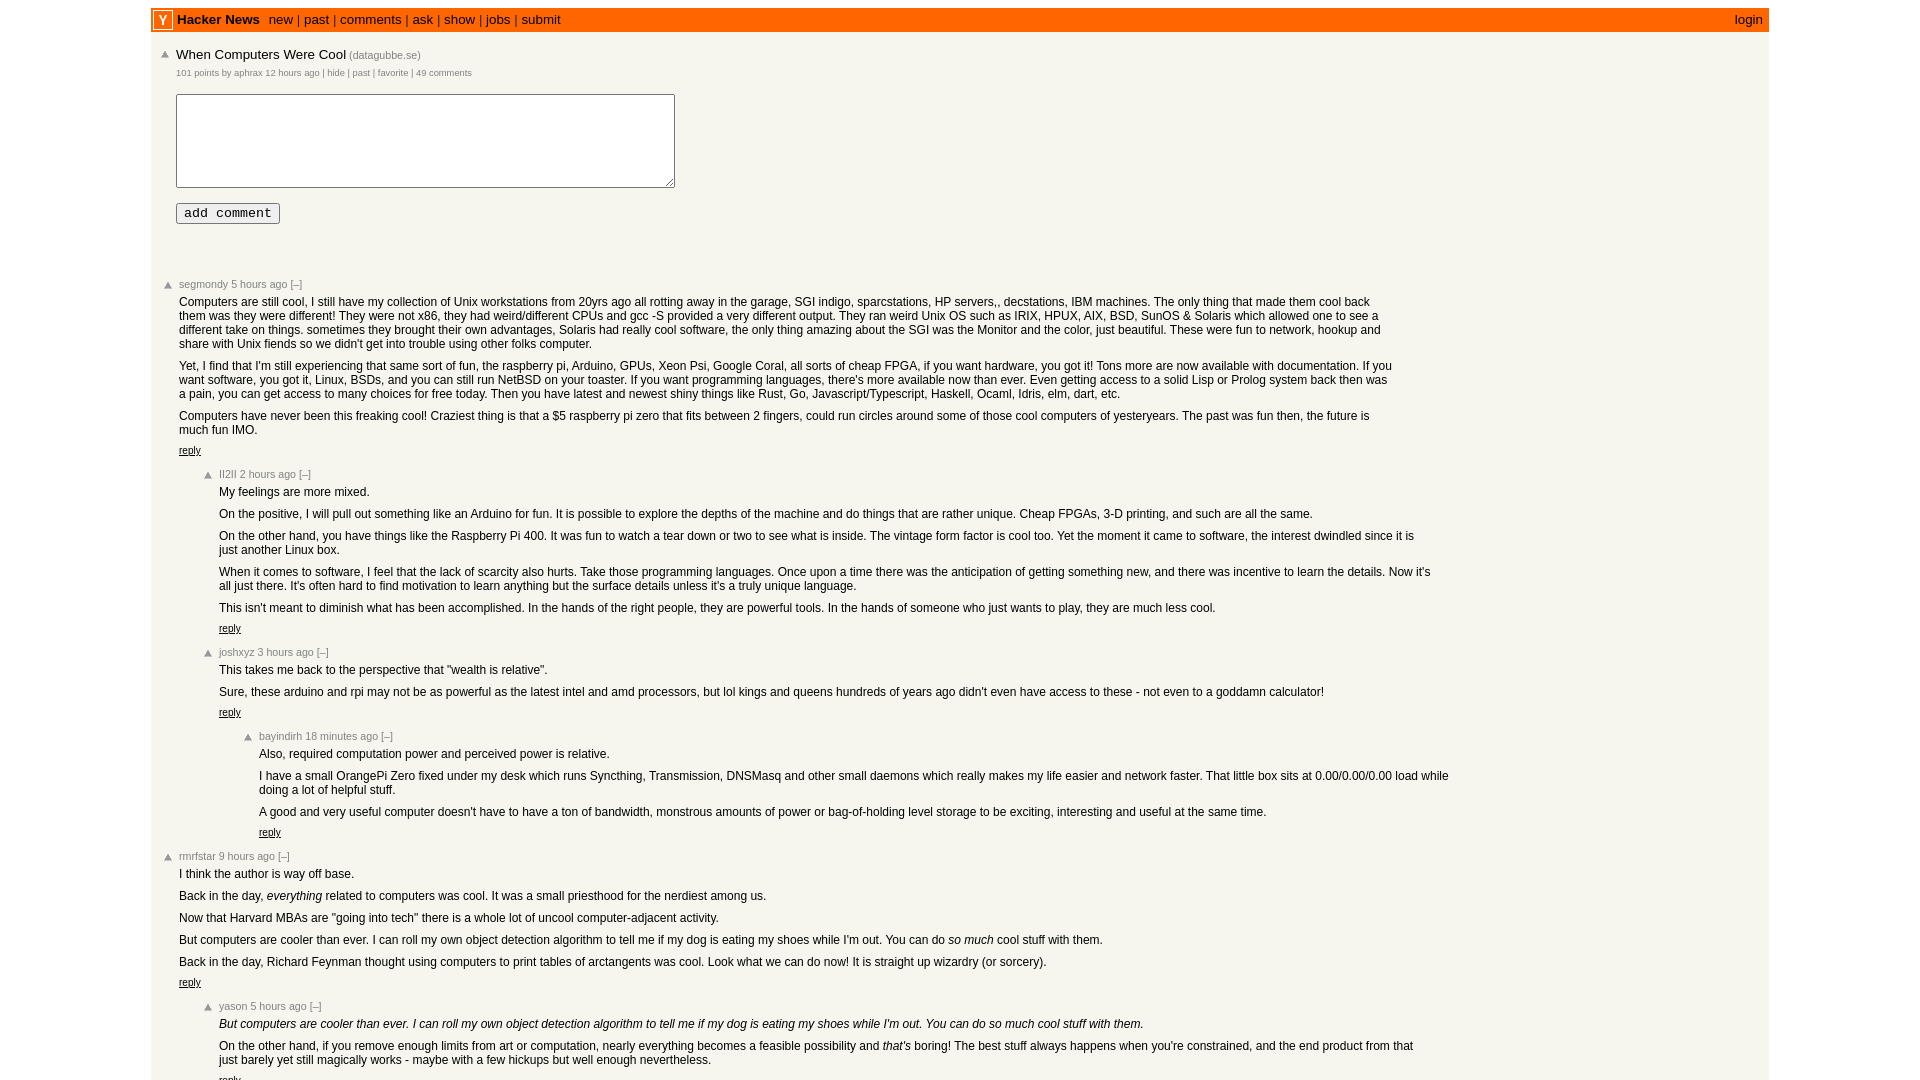 Y Hacker News new | past | comments | ask | show | jobs | submit login
When Computers Were Cool (datagubbe.se)
101 points by aphrax 12 hours ago | hide | past | favorite | 49 comments
add comment
segmondy 5 hours ago [–]
Computers are still cool, I still have my collection of Unix workstations from 20yrs ago all rotting away in the garage, SGI indigo, sparcstations, HP servers,, decstations, IBM machines. The only thing that made them cool back
them was they were different! They were not x86, they had weird/different CPUs and gcc -S provided a very different output. They ran weird Unix OS such as IRIX, HPUX, AIX, BSD, SunOS & Solaris which allowed one to see a
different take on things. sometimes they brought their own advantages, Solaris had really cool software, the only thing amazing about the SGI was the Monitor and the color, just beautiful. These were fun to network, hookup and
share with Unix fiends so we didn't get into trouble using other folks computer.
Yet, I find that I'm still experiencing that same sort of fun, the raspberry pi, Arduino, GPUs, Xeon Psi, Google Coral, all sorts of cheap FPGA, if you want hardware, you got it! Tons more are now available with documentation. If you
want software, you got it, Linux, BSDs, and you can still run NetBSD on your toaster. If you want programming languages, there's more available now than ever. Even getting access to a solid Lisp or Prolog system back then was
a pain, you can get access to many choices for free today. Then you have latest and newest shiny things like Rust, Go, Javascript/Typescript, Haskell, Ocaml, Idris, elm, dart, etc.
Computers have never been this freaking cool! Craziest thing is that a $5 raspberry pi zero that fits between 2 fingers, could run circles around some of those cool computers of yesteryears. The past was fun then, the future is
much fun IMO.
reply
II2II 2 hours ago [–]
My feelings are more mixed.
On the positive, I will pull out something like an Arduino for fun. It is possible to explore the depths of the machine and do things that are rather unique. Cheap FPGAs, 3-D printing, and such are all the same.
On the other hand, you have things like the Raspberry Pi 400. It was fun to watch a tear down or two to see what is inside. The vintage form factor is cool too. Yet the moment it came to software, the interest dwindled since it is
just another Linux box.
When it comes to software, I feel that the lack of scarcity also hurts. Take those programming languages. Once upon a time there was the anticipation of getting something new, and there was incentive to learn the details. Now it's
all just there. It's often hard to find motivation to learn anything but the surface details unless it's a truly unique language.
This isn't meant to diminish what has been accomplished. In the hands of the right people, they are powerful tools. In the hands of someone who just wants to play, they are much less cool.
reply
joshxyz 3 hours ago [–]
This takes me back to the perspective that "wealth is relative".
Sure, these arduino and rpi may not be as powerful as the latest intel and amd processors, but lol kings and queens hundreds of years ago didn't even have access to these - not even to a goddamn calculator!
reply
bayindirh 18 minutes ago [–]
Also, required computation power and perceived power is relative.
I have a small OrangePi Zero fixed under my desk which runs Syncthing, Transmission, DNSMasq and other small daemons which really makes my life easier and network faster. That little box sits at 0.00/0.00/0.00 load while
doing a lot of helpful stuff.
A good and very useful computer doesn't have to have a ton of bandwidth, monstrous amounts of power or bag-of-holding level storage to be exciting, interesting and useful at the same time.
reply
rmrfstar 9 hours ago [–]
I think the author is way off base.
Back in the day, everything related to computers was cool. It was a small priesthood for the nerdiest among us.
Now that Harvard MBAs are "going into tech" there is a whole lot of uncool computer-adjacent activity.
But computers are cooler than ever. I can roll my own object detection algorithm to tell me if my dog is eating my shoes while I'm out. You can do so much cool stuff with them.
Back in the day, Richard Feynman thought using computers to print tables of arctangents was cool. Look what we can do now! It is straight up wizardry (or sorcery).
reply
yason 5 hours ago [–]
But computers are cooler than ever. I can roll my own object detection algorithm to tell me if my dog is eating my shoes while I'm out. You can do so much cool stuff with them.
On the other hand, if you remove enough limits from art or computation, nearly everything becomes a feasible possibility and that's boring! The best stuff always happens when you're constrained, and the end product from that
just barely yet still magically works - maybe with a few hickups but well enough nevertheless.
reply